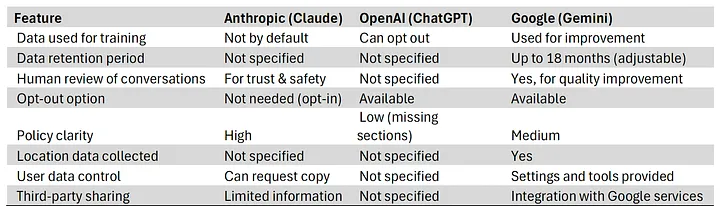 Feature Anthropic (Claude) OpenAI (ChatGPT) Google (Gemini)
Data used for training Not by default Can opt out Used for improvement
Data retention period Not specified Not specified Up to 18 months (adjustable)
Human review of conversations For trust & safety Not specified Yes, for quality improvement
Opt-out option Not needed (opt-in) Available Available
Low (missing
Policy clarity High sections) Medium
Location data collected Not specified Not specified Yes
User data control Can request copy Not specified Settings and tools provided
Third-party sharing Limited information Not specified Integration with Google services